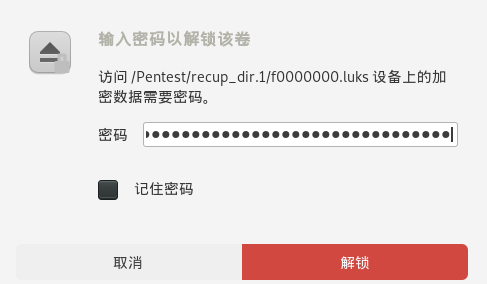 输入密码以解锁该卷
访问 /Pentest/recup_dir.1/f0000000.luks 设备上的加
密数据需要密码。
密码 ●●●●●●●●●●●●●●●●●●●●●●●●●●●●●●●
记住密码
取消 解锁